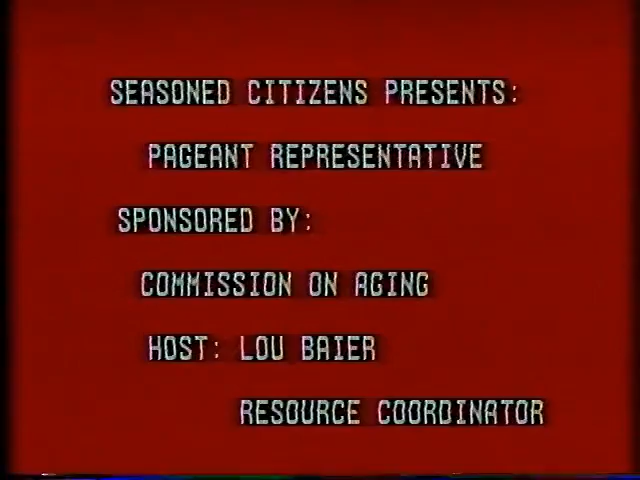 SEASONED CITIZENS PRESENTS:
PAGEANT REPRESENTATIVE
SPONSORED BY:
COMMISSION ON AGING
HOST: LOU BAIER
RESOURCE COORDINATOR